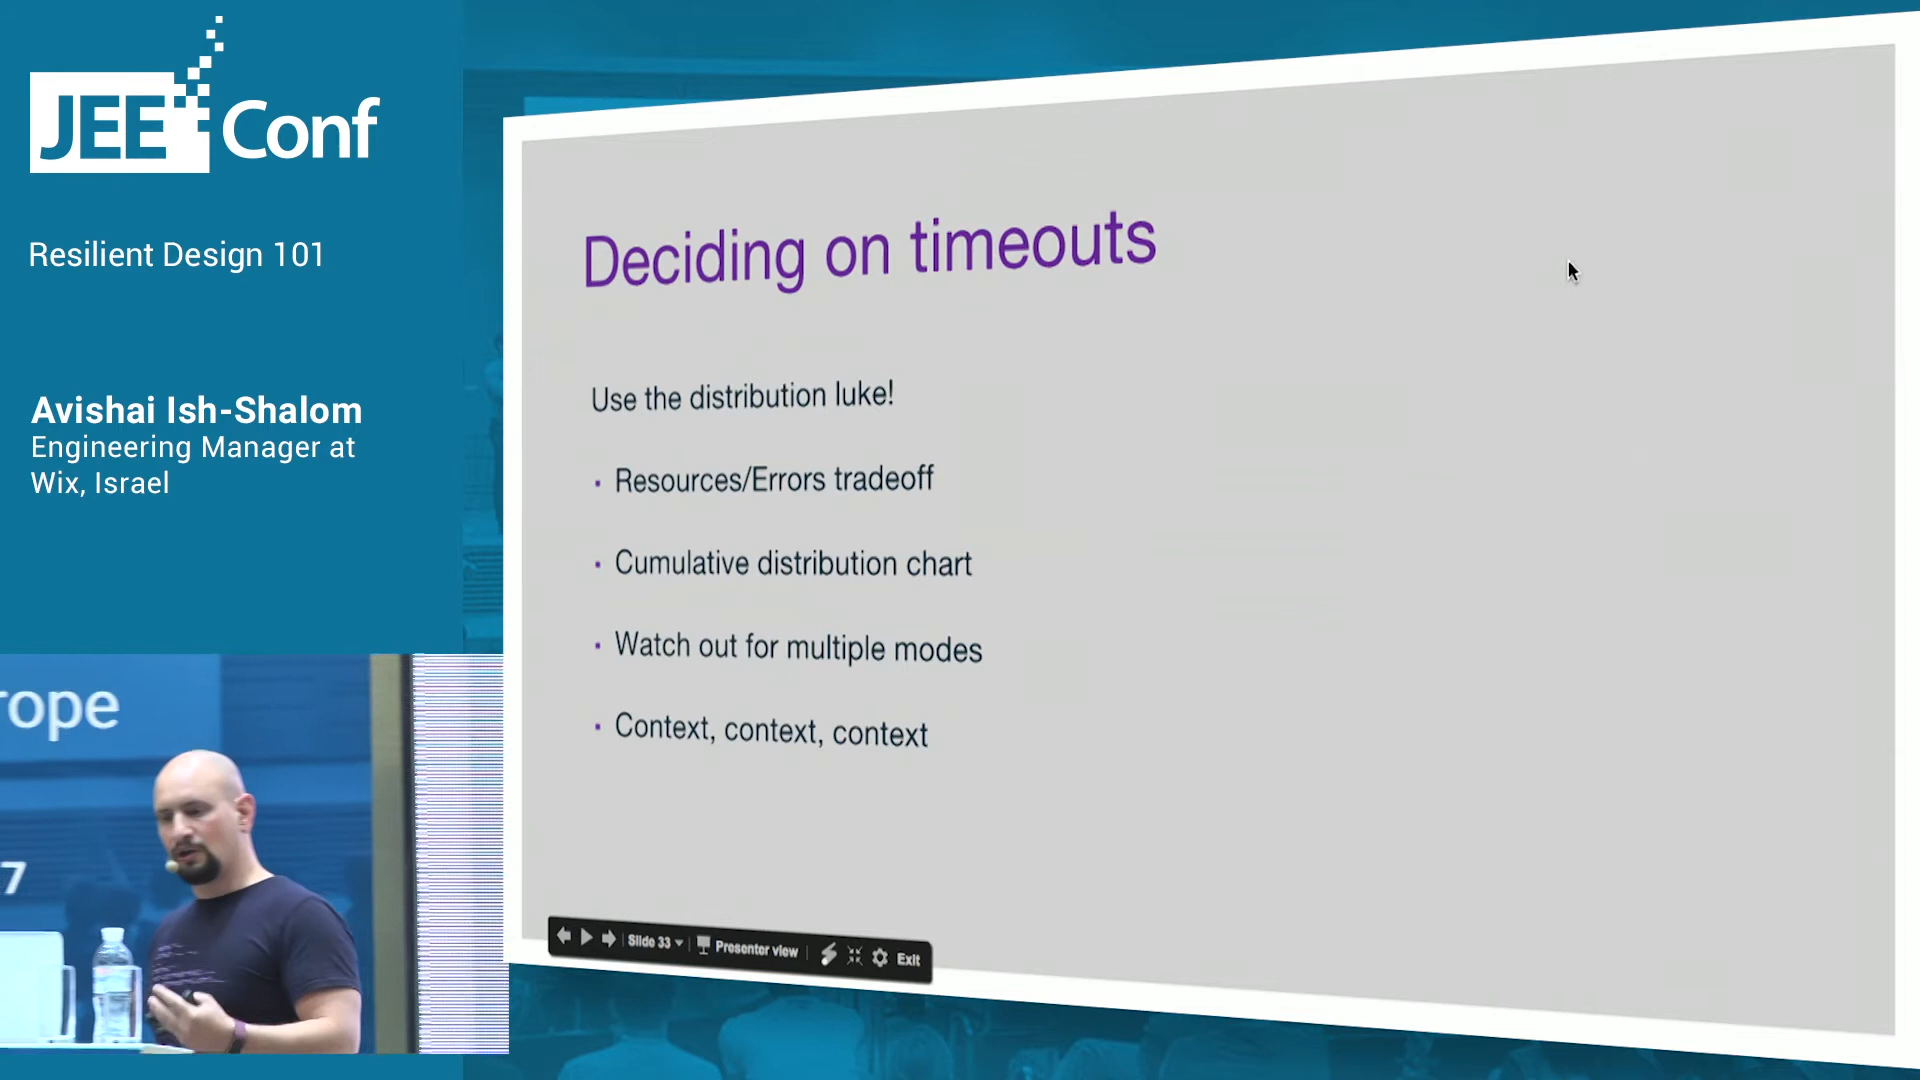 JEE Conf
Resilient Design 101
Avishai Ish-Shalom
Engineering Manager at
Wix, Israel
rope
7
Deciding on timeouts
Use the distribution luke!
• Resources/Errors tradeoff
• Cumulative distribution chart
• Watch out for multiple modes
• Context, context, context
Slide 33 Presenter view Exit